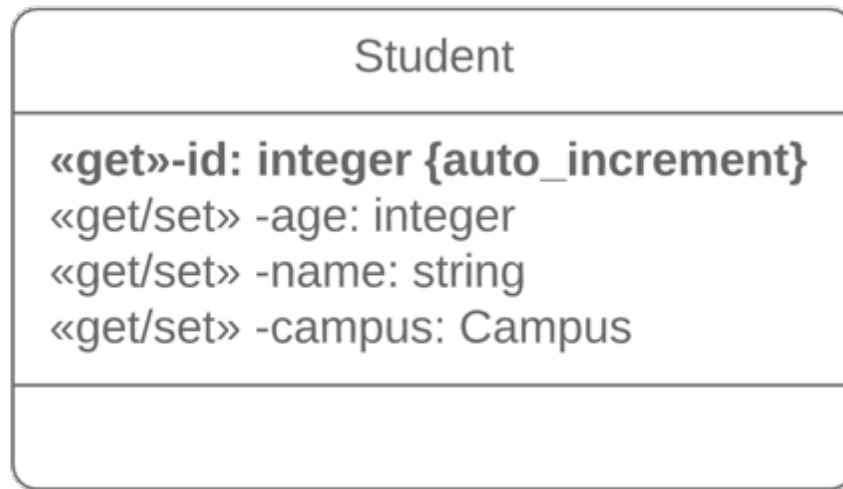 Student
«get»-id: integer {auto_increment}
«get/set» -age: integer
«get/set» -name: string
«get/set» -campus: Campus